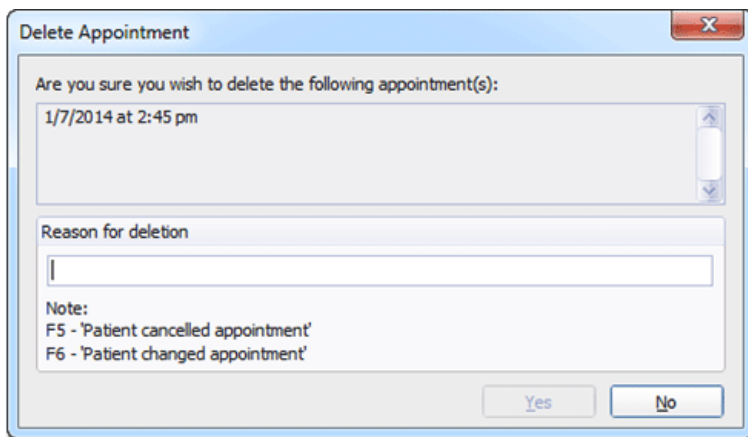 Delete Appointment
Are you sure you wish to delete the following appointment(s):
1/7/2014 at 2:45 pm
Reason for deletion
Note:
F5 - 'Patient cancelled appointment'
F6 - 'Patient changed appointment'
Yes No